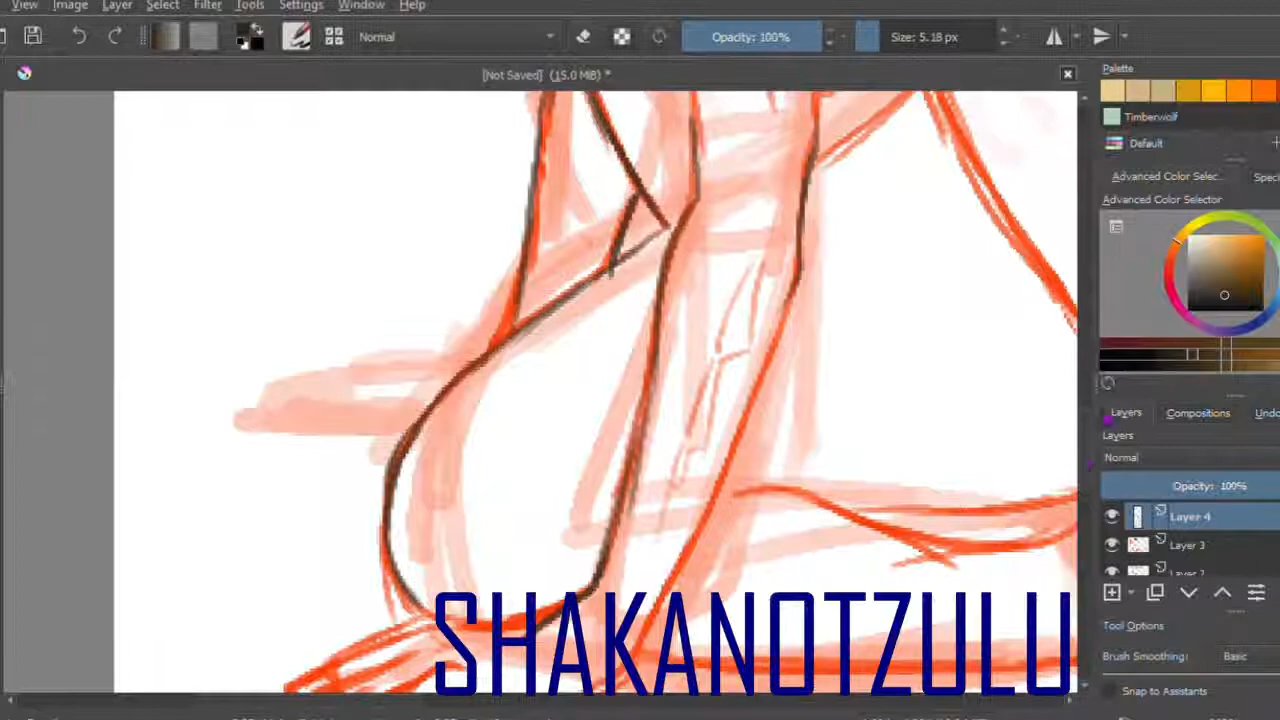 View Image Layer Select Filter Tools Settings Window Help
Normal Opacity: 100% Size: 5.18 px
[Not Saved] (15.0 MiB) *
Palette
Timberwolf
Default
Advanced Color Selec... Speci
Advanced Color Selector
Layers Compositions Undo
Layers
Normal
Opacity: 100%
Layer 4
Layer 3
Layer 2
Tool Options
Brush Smoothing: Basic
Snap to Assistants
SHAKANOTZULU